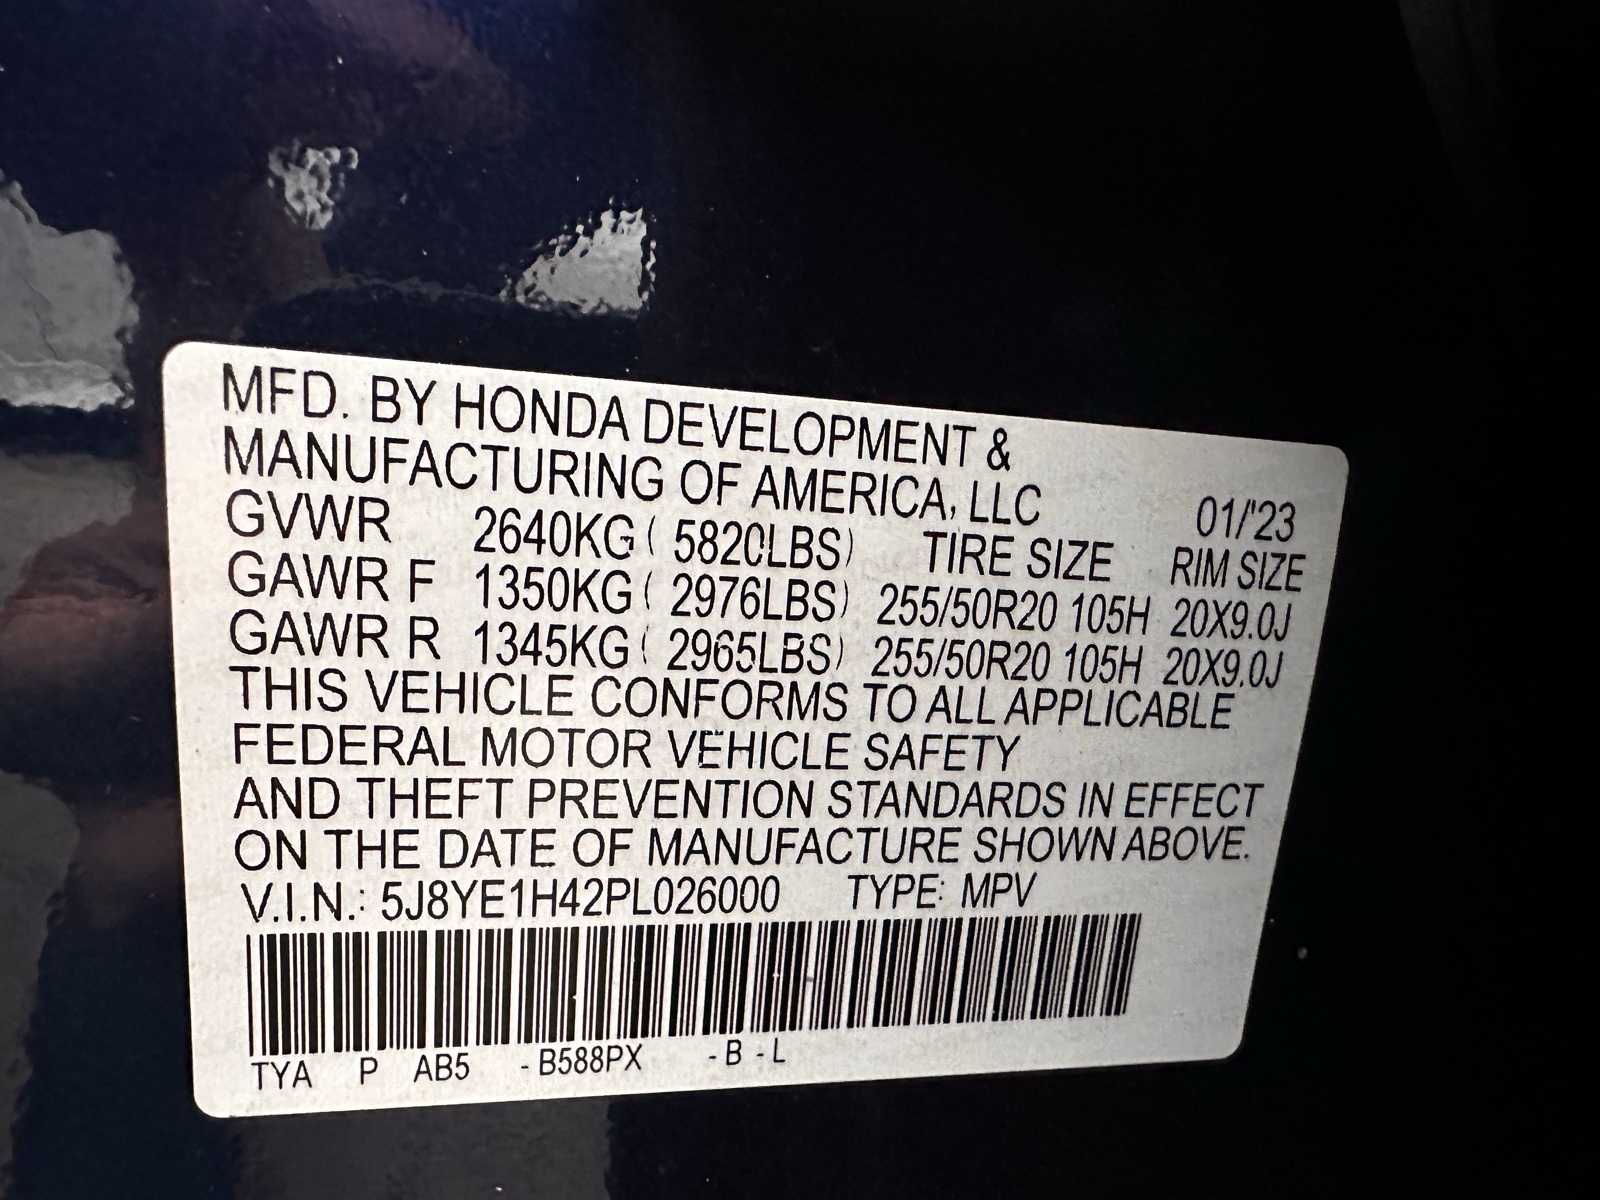 MFD. BY HONDA DEVELOPMENT &
MANUFACTURING OF AMERICA, LLC 01/'23
GVWR 2640KG ( 5820LBS) TIRE SIZE RIM SIZE
GAWR F 1350KG ( 2976LBS) 255/50R20 105H 20X9.0J
GAWR R 1345KG ( 2965LBS) 255/50R20 105H 20X9.0J
THIS VEHICLE CONFORMS TO ALL APPLICABLE
FEDERAL MOTOR VEHICLE SAFETY
AND THEFT PREVENTION STANDARDS IN EFFECT
ON THE DATE OF MANUFACTURE SHOWN ABOVE.
V.I.N.: 5J8YE1H42PL026000 TYPE: MPV
TYA P AB5 - B588PX - B - L